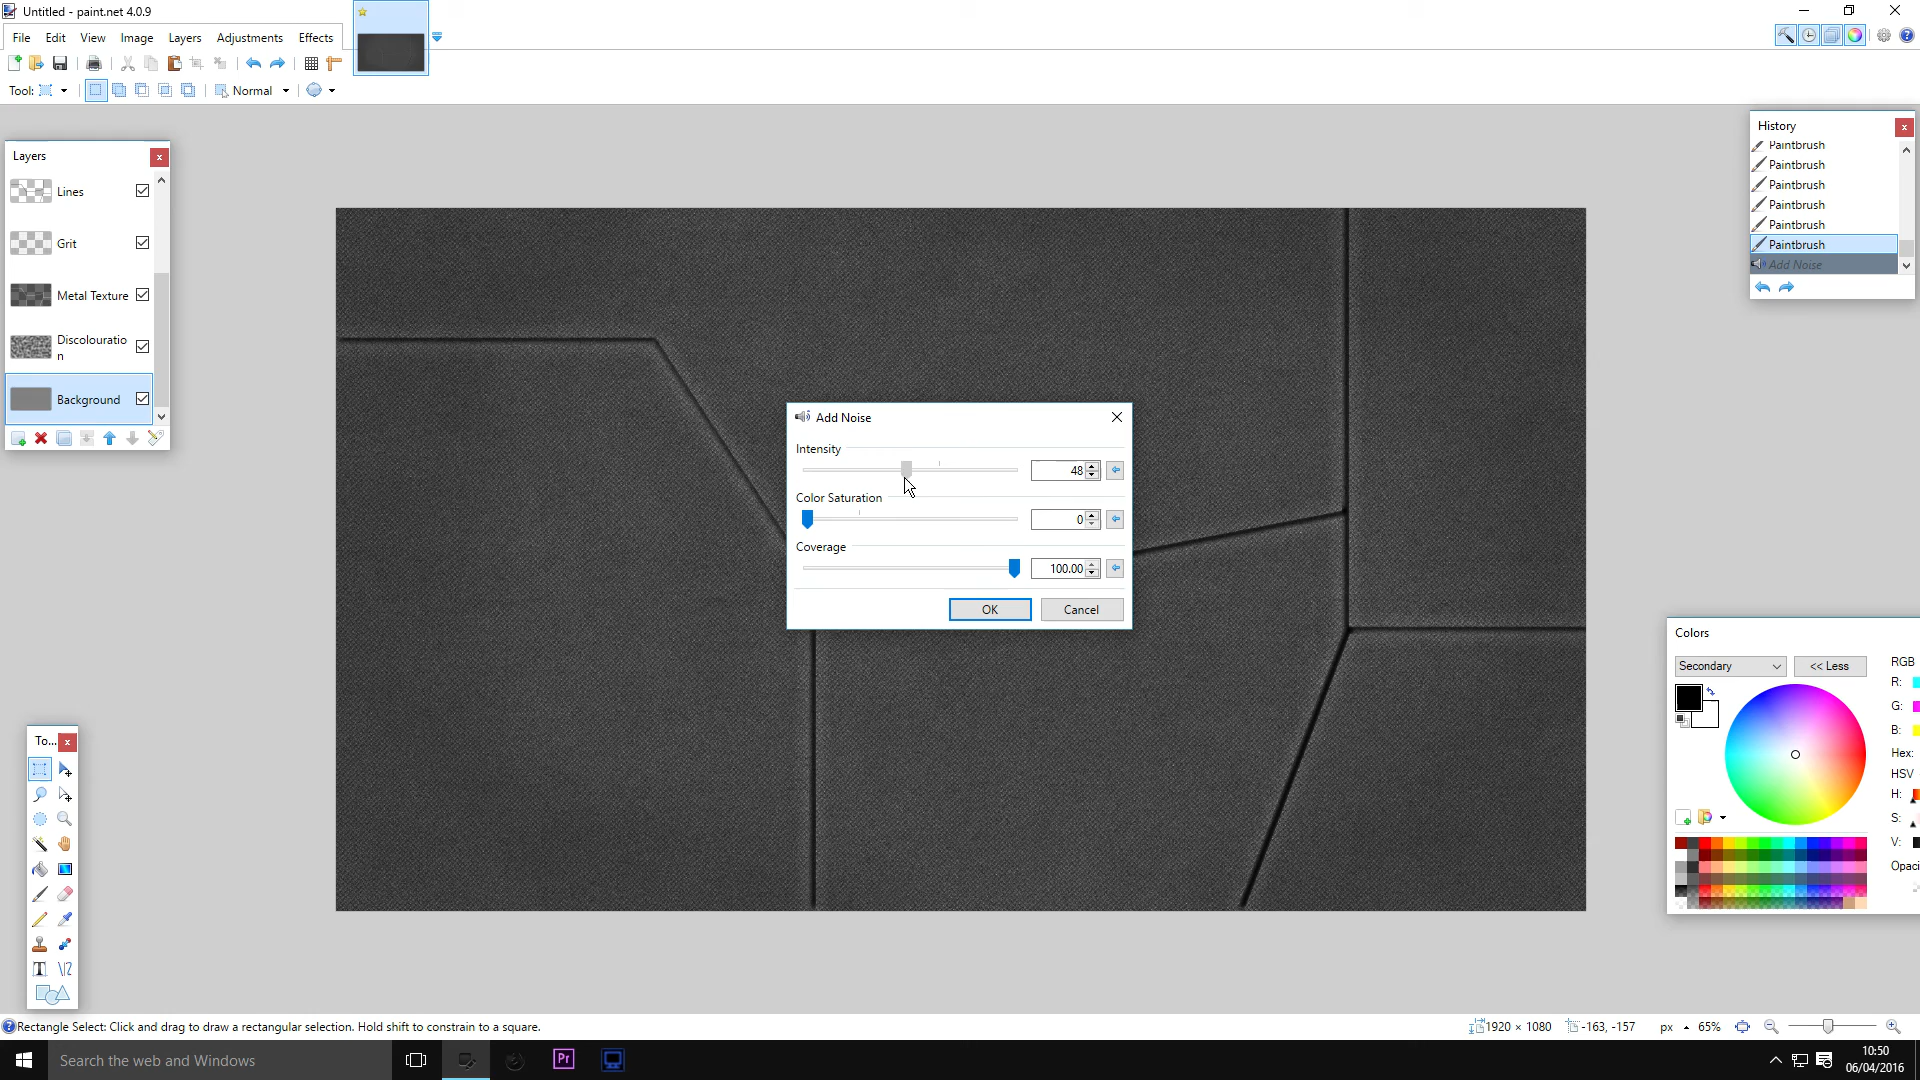 Untitled - paint.net 4.0.9
File Edit View Image Layers Adjustments Effects
Tool:
Normal
Layers
Lines
Grit
Metal Texture
Discolouratio
n
Background
History
Paintbrush
Paintbrush
Paintbrush
Paintbrush
Paintbrush
Paintbrush
Add Noise
Add Noise
Intensity
48
Color Saturation
0
Coverage
100.00
OK Cancel
To...
Colors
Secondary
<< Less
RGB
R:
G:
B:
Hex:
HSV
H:
S:
V:
Opaci
Rectangle Select: Click and drag to draw a rectangular selection. Hold shift to constrain to a square.
1920 × 1080
-163, -157
px
65%
Search the web and Windows
Pr
10:50
06/04/2016